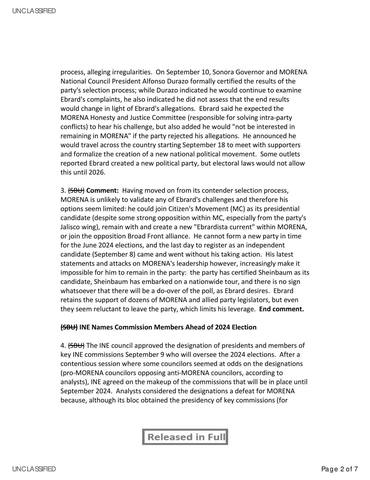 UNCLASSIFIED
process, alleging irregularities. On September 10, Sonora Governor and MORENA
National Council President Alfonso Durazo formally certified the results of the
party's selection process; while Durazo indicated he would continue to examine
Ebrard's complaints, he also indicated he did not assess that the end results
would change in light of Ebrard's allegations. Ebrard said he expected the
MORENA Honesty and Justice Committee (responsible for solving intra-party
conflicts) to hear his challenge, but also added he would "not be interested in
remaining in MORENA" if the party rejected his allegations. He announced he
would travel across the country starting September 18 to meet with supporters
and formalize the creation of a new national political movement. Some outlets
reported Ebrard created a new political party, but electoral laws would not allow
this until 2026.
3. (SBU) Comment: Having moved on from its contender selection process,
MORENA is unlikely to validate any of Ebrard's challenges and therefore his
options seem limited: he could join Citizen's Movement (MC) as its presidential
candidate (despite some strong opposition within MC, especially from the party's
Jalisco wing), remain with and create a new "Ebrardista current" within MORENA,
or join the opposition Broad Front alliance. He cannot form a new party in time
for the June 2024 elections, and the last day to register as an independent
candidate (September 8) came and went without his taking action. His latest
statements and attacks on MORENA's leadership however, increasingly make it
impossible for him to remain in the party: the party has certified Sheinbaum as its
candidate, Sheinbaum has embarked on a nationwide tour, and there is no sign
whatsoever that there will be a do-over of the poll, as Ebrard desires. Ebrard
retains the support of dozens of MORENA and allied party legislators, but even
they seem reluctant to leave the party, which limits his leverage. End comment.
(SBU) INE Names Commission Members Ahead of 2024 Election
4. (SBU) The INE council approved the designation of presidents and members of
key INE commissions September 9 who will oversee the 2024 elections. After a
contentious session where some councilors seemed at odds on the designations
(pro-MORENA councilors opposing anti-MORENA councilors, according to
analysts), INE agreed on the makeup of the commissions that will be in place until
September 2024. Analysts considered the designations a defeat for MORENA
because, although its bloc obtained the presidency of key commissions (for
Released in Full
UNCLASSIFIED
Page 2 of 7